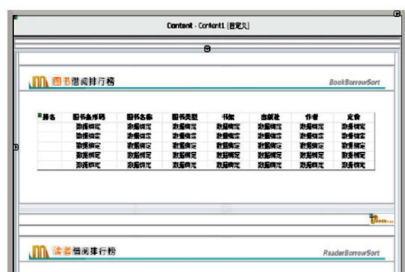 Content - Content1 (自定义)
图书借阅排行榜 BookBorrowSort
排名 图书条形码 图书名称 图书类型 书架 出版社 作者 定价
数据绑定 数据绑定 数据绑定 数据绑定 数据绑定 数据绑定 数据绑定
数据绑定 数据绑定 数据绑定 数据绑定 数据绑定 数据绑定 数据绑定
数据绑定 数据绑定 数据绑定 数据绑定 数据绑定 数据绑定 数据绑定
数据绑定 数据绑定 数据绑定 数据绑定 数据绑定 数据绑定 数据绑定
数据绑定 数据绑定 数据绑定 数据绑定 数据绑定 数据绑定 数据绑定
读者借阅排行榜 ReaderBorrowSort